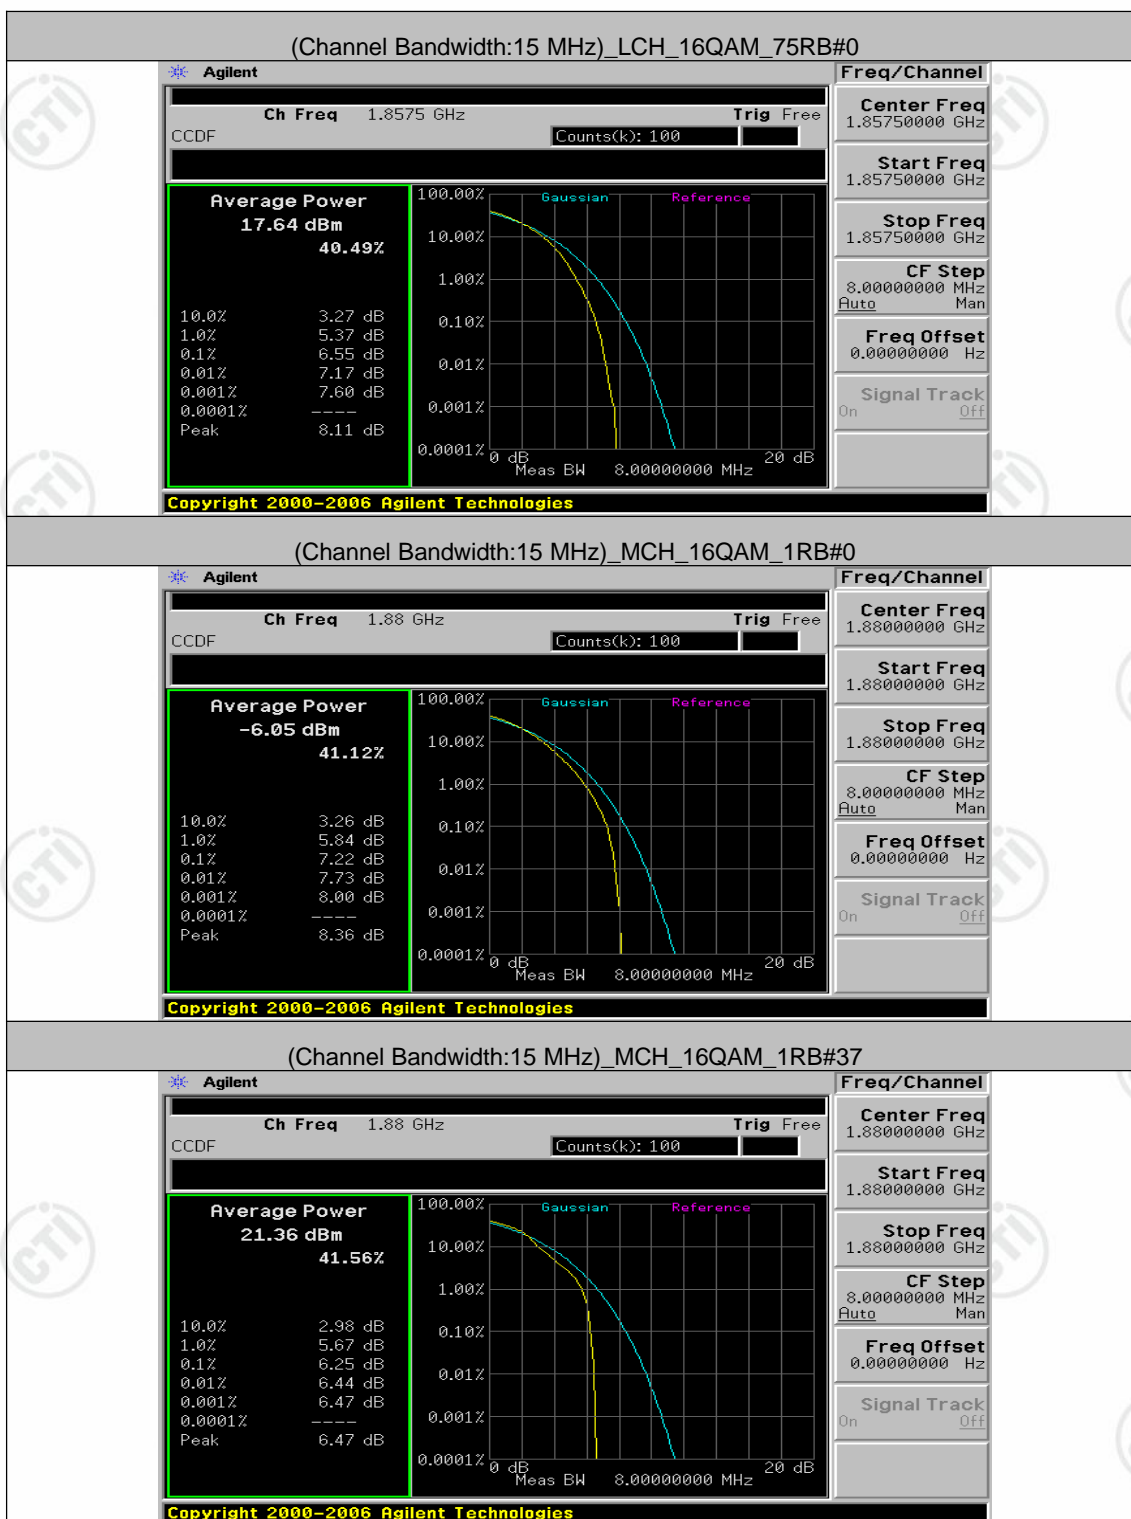 (Channel Bandwidth:15 MHz)_LCH_16QAM_75RB#0
Agilent
Freq/Channel
Ch Freq 1.8575 GHz Trig Free
CCDF Counts(k): 100
Center Freq
1.85750000 GHz
Start Freq
1.85750000 GHz
Stop Freq
1.85750000 GHz
CF Step
8.00000000 MHz
Auto Man
Freq Offset
0.00000000 Hz
Signal Track
On Off
Average Power
17.64 dBm
40.49%
10.0% 3.27 dB
1.0% 5.37 dB
0.1% 6.55 dB
0.01% 7.17 dB
0.001% 7.60 dB
0.0001% ----
Peak 8.11 dB
Gaussian Reference
100.00%
10.00%
1.00%
0.10%
0.01%
0.001%
0.0001%
0 dB 20 dB
Meas BW 8.00000000 MHz
Copyright 2000-2006 Agilent Technologies
(Channel Bandwidth:15 MHz)_MCH_16QAM_1RB#0
Agilent
Freq/Channel
Ch Freq 1.88 GHz Trig Free
CCDF Counts(k): 100
Center Freq
1.88000000 GHz
Start Freq
1.88000000 GHz
Stop Freq
1.88000000 GHz
CF Step
8.00000000 MHz
Auto Man
Freq Offset
0.00000000 Hz
Signal Track
On Off
Average Power
-6.05 dBm
41.12%
10.0% 3.26 dB
1.0% 5.84 dB
0.1% 7.22 dB
0.01% 7.73 dB
0.001% 8.00 dB
0.0001% ----
Peak 8.36 dB
Gaussian Reference
100.00%
10.00%
1.00%
0.10%
0.01%
0.001%
0.0001%
0 dB 20 dB
Meas BW 8.00000000 MHz
Copyright 2000-2006 Agilent Technologies
(Channel Bandwidth:15 MHz)_MCH_16QAM_1RB#37
Agilent
Freq/Channel
Ch Freq 1.88 GHz Trig Free
CCDF Counts(k): 100
Center Freq
1.88000000 GHz
Start Freq
1.88000000 GHz
Stop Freq
1.88000000 GHz
CF Step
8.00000000 MHz
Auto Man
Freq Offset
0.00000000 Hz
Signal Track
On Off
Average Power
21.36 dBm
41.56%
10.0% 2.98 dB
1.0% 5.67 dB
0.1% 6.25 dB
0.01% 6.44 dB
0.001% 6.47 dB
0.0001% ----
Peak 6.47 dB
Gaussian Reference
100.00%
10.00%
1.00%
0.10%
0.01%
0.001%
0.0001%
0 dB 20 dB
Meas BW 8.00000000 MHz
Copyright 2000-2006 Agilent Technologies
CTI
CTI
CTI
CTI
CTI
CTI
CTI
CTI